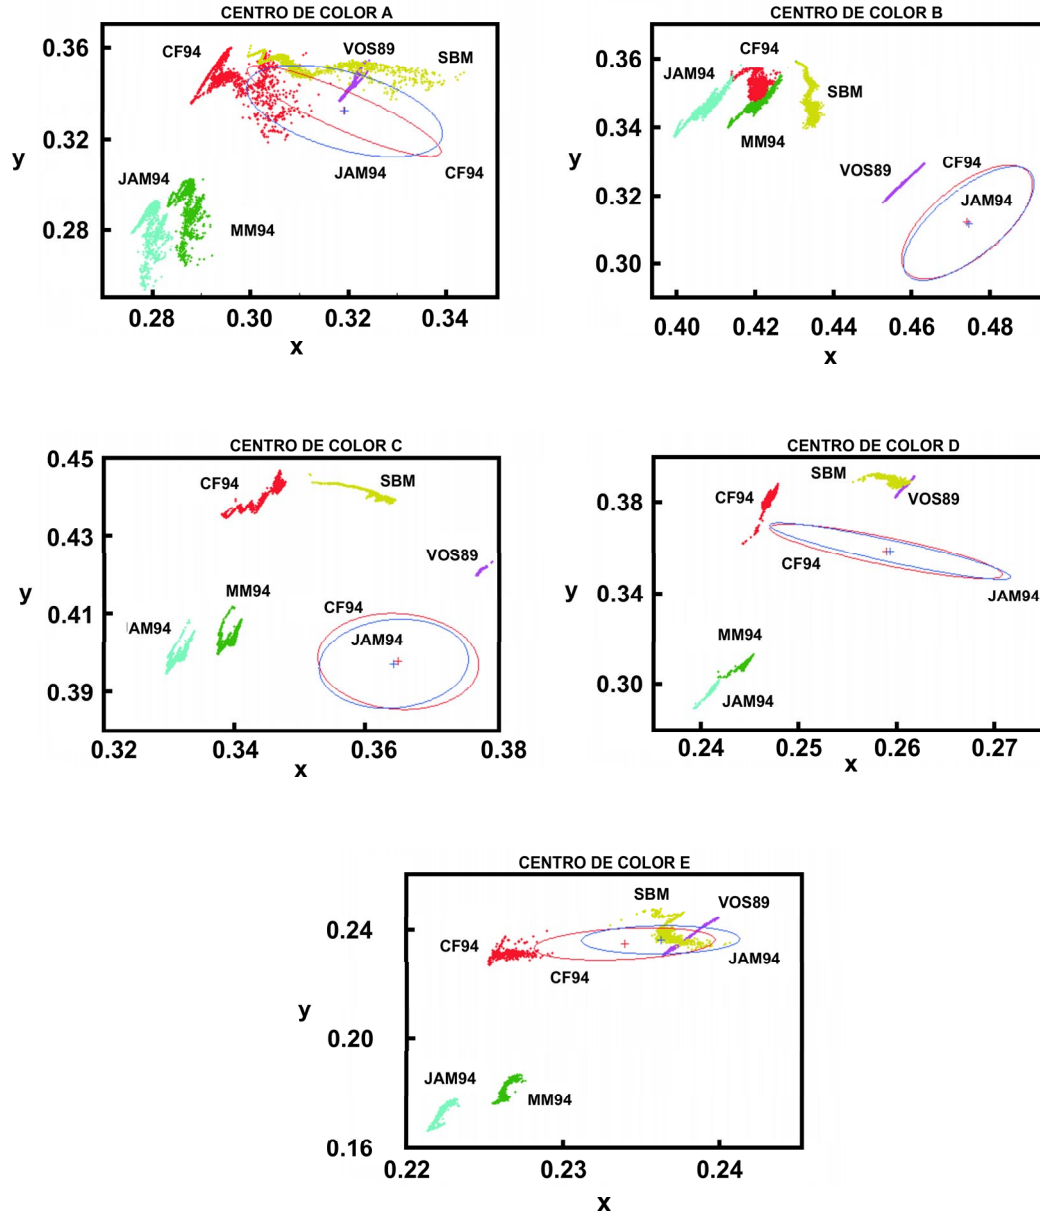 CENTRO DE COLOR A
0.36
CF94
VOS89
SBM
0.32
y
JAM94
CF94
JAM94
0.28
MM94
0.28 0.30 0.32 0.34
x
CENTRO DE COLOR B
0.38
CF94
0.36
JAM94
SBM
0.34
MM94
y
VOS89
CF94
0.32
JAM94
0.30
0.40 0.42 0.44 0.46 0.48
x
CENTRO DE COLOR C
0.45
CF94
SBM
0.43
VOS89
y
MM94
CF94
0.41
AM94
JAM94
0.39
0.32 0.34 0.36 0.38
x
CENTRO DE COLOR D
SBM
CF94
0.38
VOS89
CF94
y
0.34
JAM94
MM94
0.30
JAM94
0.24 0.25 0.26 0.27
x
CENTRO DE COLOR E
SBM
VOS89
0.24
CF94
JAM94
CF94
y
0.20
JAM94
MM94
0.16
0.22 0.23 0.24
x